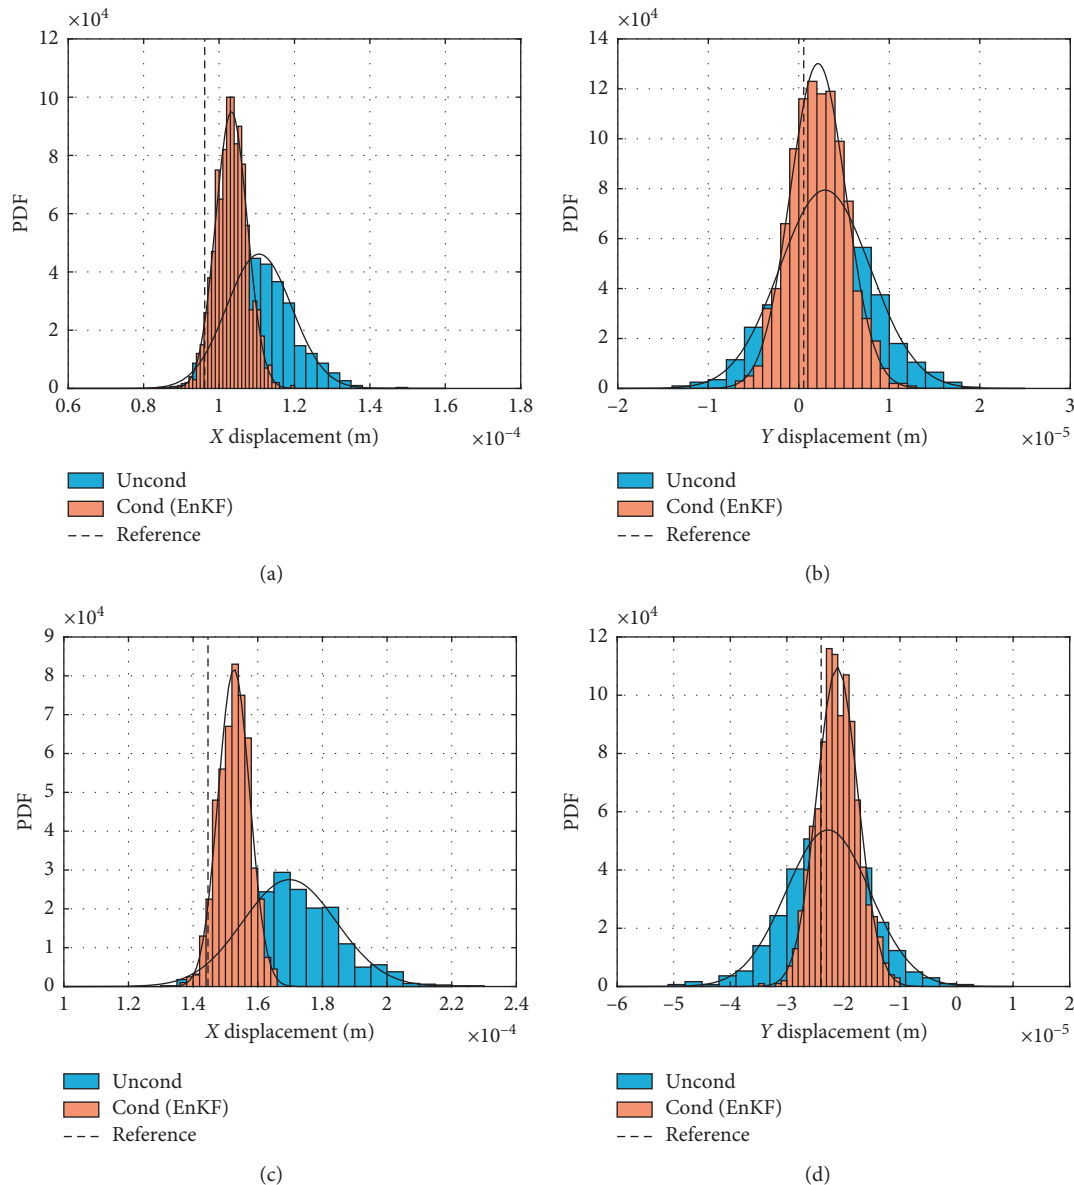 ×10⁴
12
10
8
6
4
2
0
PDF
0.6 0.8 1 1.2 1.4 1.6 1.8
X displacement (m) ×10⁻⁴
Uncond
Cond (EnKF)
Reference
(a)
×10⁴
14
12
10
8
6
4
2
0
PDF
−2 −1 0 1 2 3
Y displacement (m) ×10⁻⁵
Uncond
Cond (EnKF)
Reference
(b)
×10⁴
9
8
7
6
5
4
3
2
1
0
PDF
1 1.2 1.4 1.6 1.8 2 2.2 2.4
X displacement (m) ×10⁻⁴
Uncond
Cond (EnKF)
Reference
(c)
×10⁴
12
10
8
6
4
2
0
PDF
−6 −5 −4 −3 −2 −1 0 1 2
Y displacement (m) ×10⁻⁵
Uncond
Cond (EnKF)
Reference
(d)